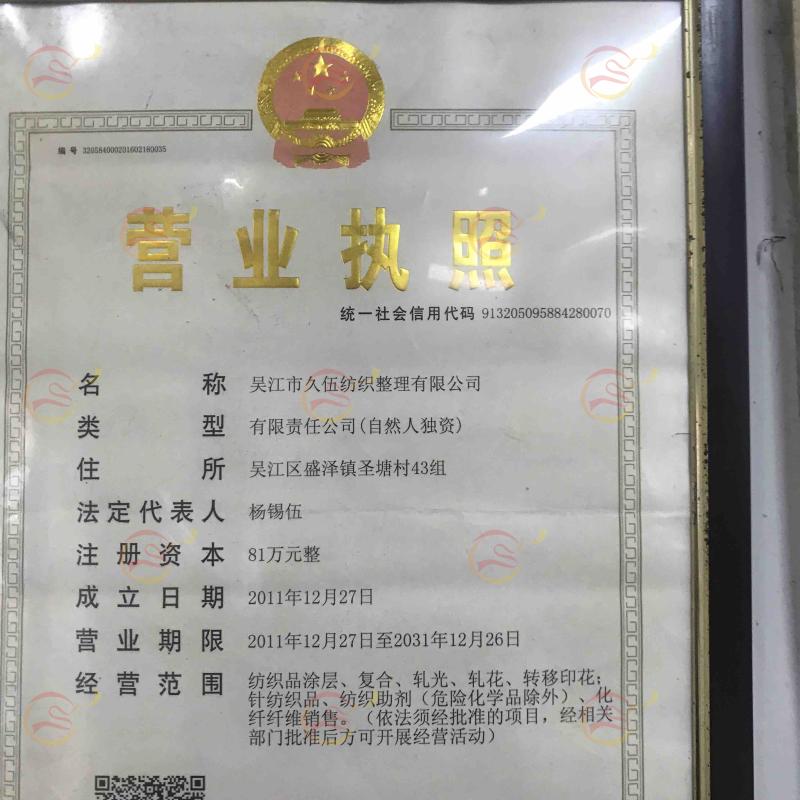 编号 320584000201602180035
营业执照
统一社会信用代码 913205095884280070
名称 吴江市久伍纺织整理有限公司
类型 有限责任公司(自然人独资)
住所 吴江区盛泽镇圣塘村43组
法定代表人 杨锡伍
注册资本 81万元整
成立日期 2011年12月27日
营业期限 2011年12月27日至2031年12月26日
经营范围 纺织品涂层、复合、轧光、轧花、转移印花；
针纺织品、纺织助剂（危险化学品除外）、化
纤纤维销售。（依法须经批准的项目，经相关
部门批准后方可开展经营活动）